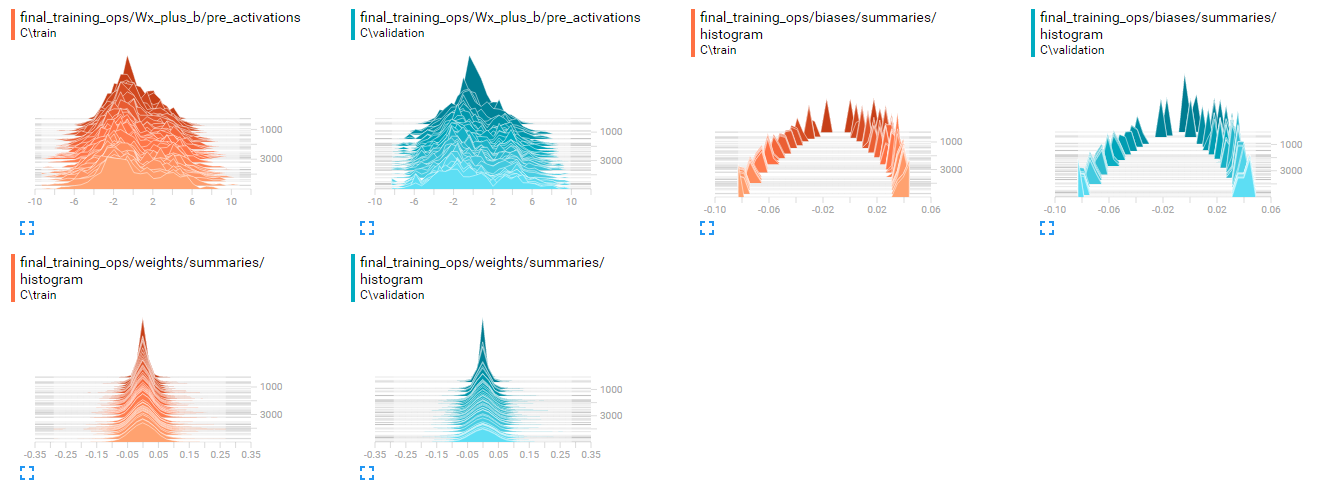 final_training_ops/Wx_plus_b/pre_activations
C\train
1000
3000
-10 -6 -2 2 6 10
final_training_ops/Wx_plus_b/pre_activations
C\validation
1000
3000
-10 -6 -2 2 6 10
final_training_ops/biases/summaries/
histogram
C\train
1000
3000
-0.10 -0.06 -0.02 0.02 0.06
final_training_ops/biases/summaries/
histogram
C\validation
1000
3000
-0.10 -0.06 -0.02 0.02 0.06
final_training_ops/weights/summaries/
histogram
C\train
1000
3000
-0.35 -0.25 -0.15 -0.05 0.05 0.15 0.25 0.35
final_training_ops/weights/summaries/
histogram
C\validation
1000
3000
-0.35 -0.25 -0.15 -0.05 0.05 0.15 0.25 0.35